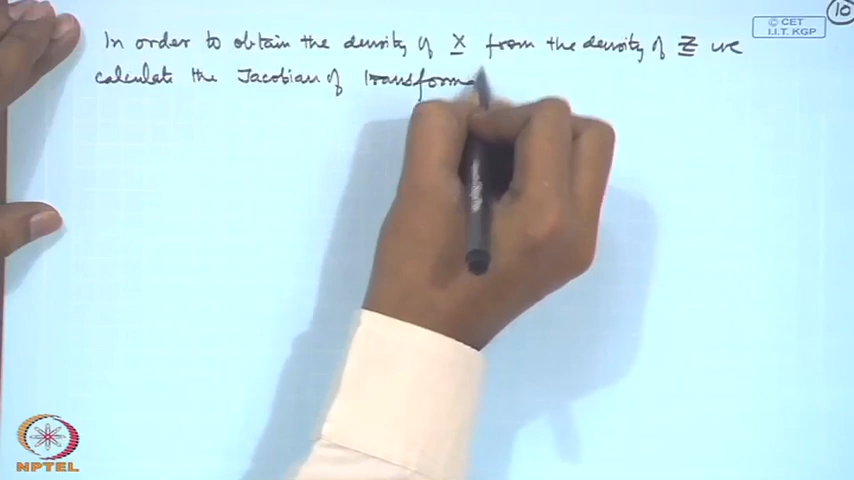 10
© CET
I.I.T. KGP
In order to obtain the density of X from the density of Z we
calculate the Jacobian of transforma
NPTEL